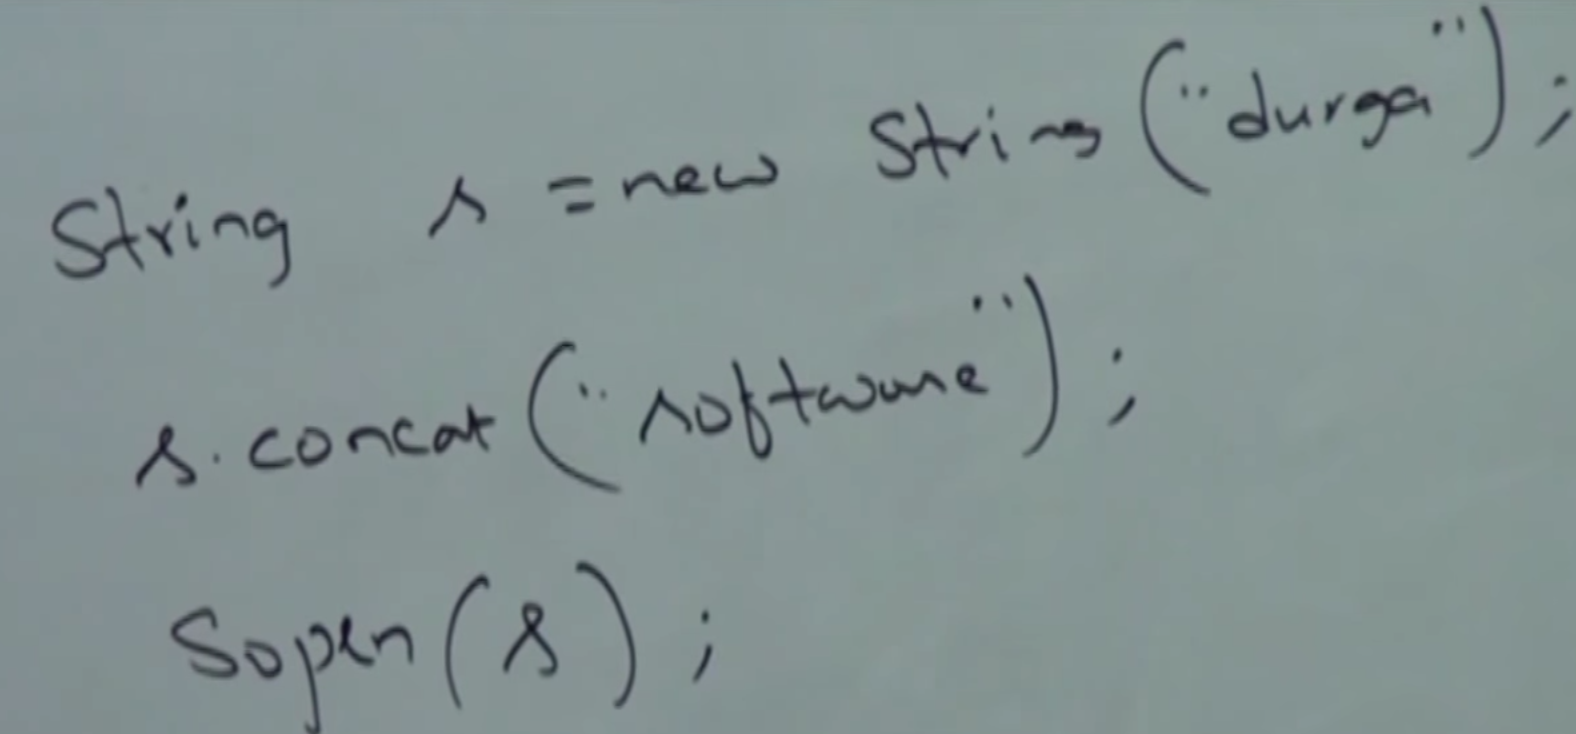 String s = new String ("durga");
s.concat ("software");
Sopln (s);